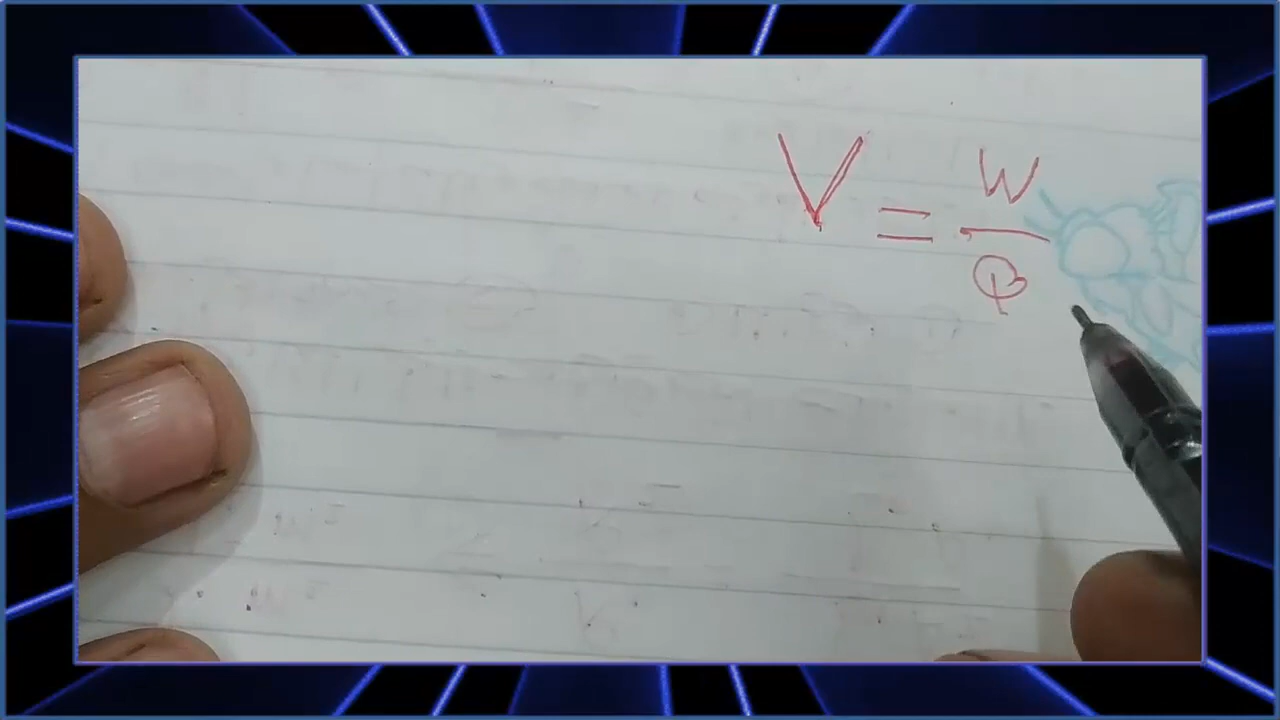 V = W/Q